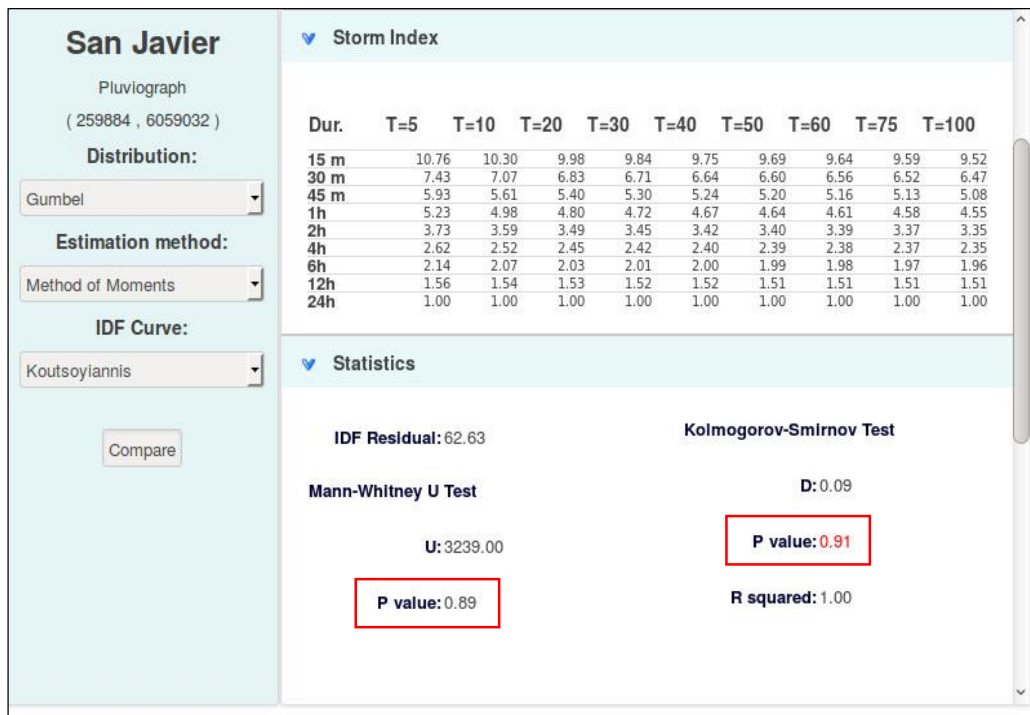 San Javier
Pluviograph
( 259884 , 6059032 )
Distribution:
Gumbel
Estimation method:
Method of Moments
IDF Curve:
Koutsoyiannis
Compare
Storm Index
Dur. T=5 T=10 T=20 T=30 T=40 T=50 T=60 T=75 T=100
15 m 10.76 10.30 9.98 9.84 9.75 9.69 9.64 9.59 9.52
30 m 7.43 7.07 6.83 6.71 6.64 6.60 6.56 6.52 6.47
45 m 5.93 5.61 5.40 5.30 5.24 5.20 5.16 5.13 5.08
1h 5.23 4.98 4.80 4.72 4.67 4.64 4.61 4.58 4.55
2h 3.73 3.59 3.49 3.45 3.42 3.40 3.39 3.37 3.35
4h 2.62 2.52 2.45 2.42 2.40 2.39 2.38 2.37 2.35
6h 2.14 2.07 2.03 2.01 2.00 1.99 1.98 1.97 1.96
12h 1.56 1.54 1.53 1.52 1.52 1.51 1.51 1.51 1.51
24h 1.00 1.00 1.00 1.00 1.00 1.00 1.00 1.00 1.00
Statistics
IDF Residual: 62.63
Mann-Whitney U Test
U: 3239.00
P value: 0.89
Kolmogorov-Smirnov Test
D: 0.09
P value: 0.91
R squared: 1.00